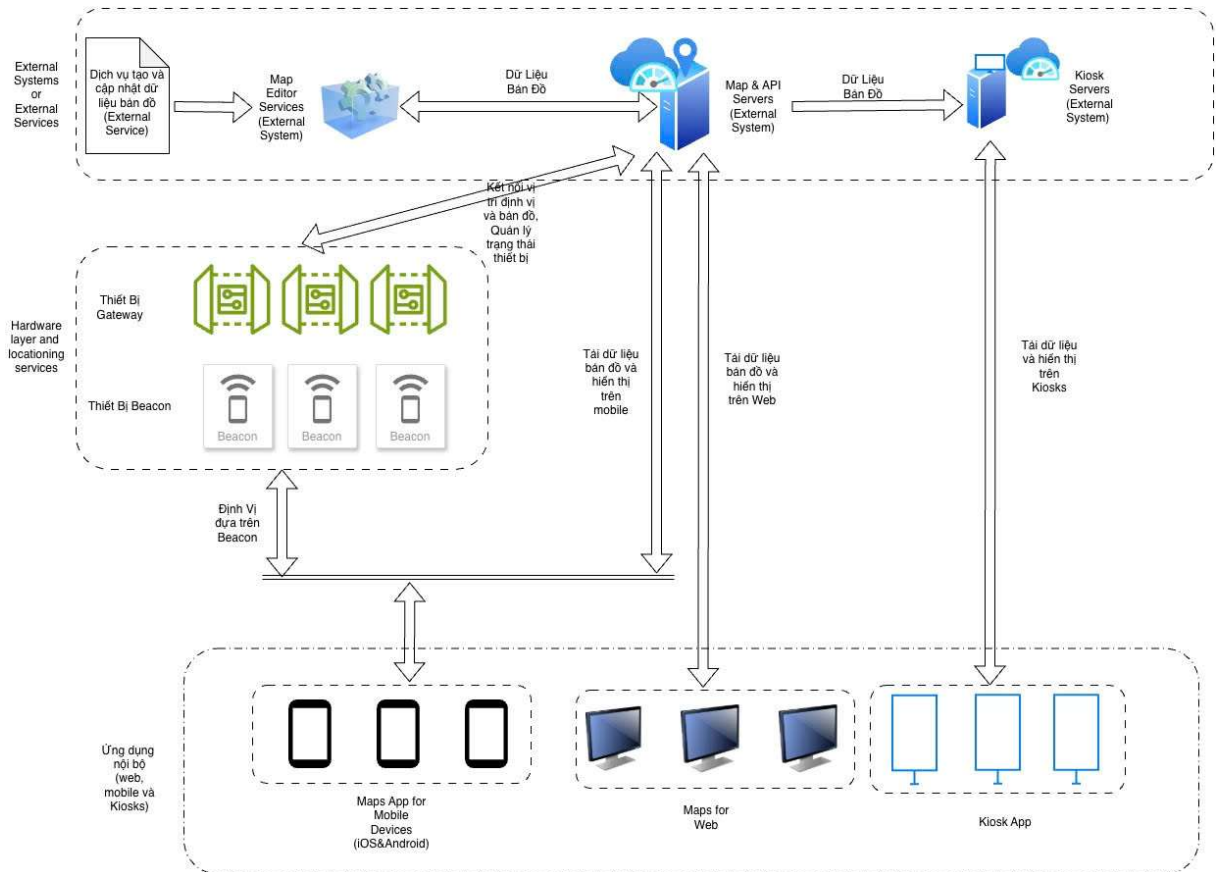 External
Systems
or
External
Services
Dịch vụ tạo và
cập nhật dữ
liệu bản đồ
(External
Service)
Map
Editor
Services
(External
System)
Dữ Liệu
Bản Đồ
Map & API
Servers
(External
System)
Dữ Liệu
Bản Đồ
Kiosk
Servers
(External
System)
Kết nối vị
trí định vị
và bản đồ,
Quản lý
trạng thái
thiết bị
Hardware
layer and
locationing
services
Thiết Bị
Gateway
Thiết Bị Beacon
Beacon
Beacon
Beacon
Định Vị
dựa trên
Beacon
Tải dữ liệu
bản đồ và
hiển thị
trên
mobile
Tải dữ liệu
bản đồ và
hiển thị
trên Web
Tải dữ liệu
và hiển thị
trên
Kiosks
Ứng dụng
nội bộ
(web,
mobile và
Kiosks)
Maps App for
Mobile
Devices
(iOS&Android)
Maps for
Web
Kiosk App